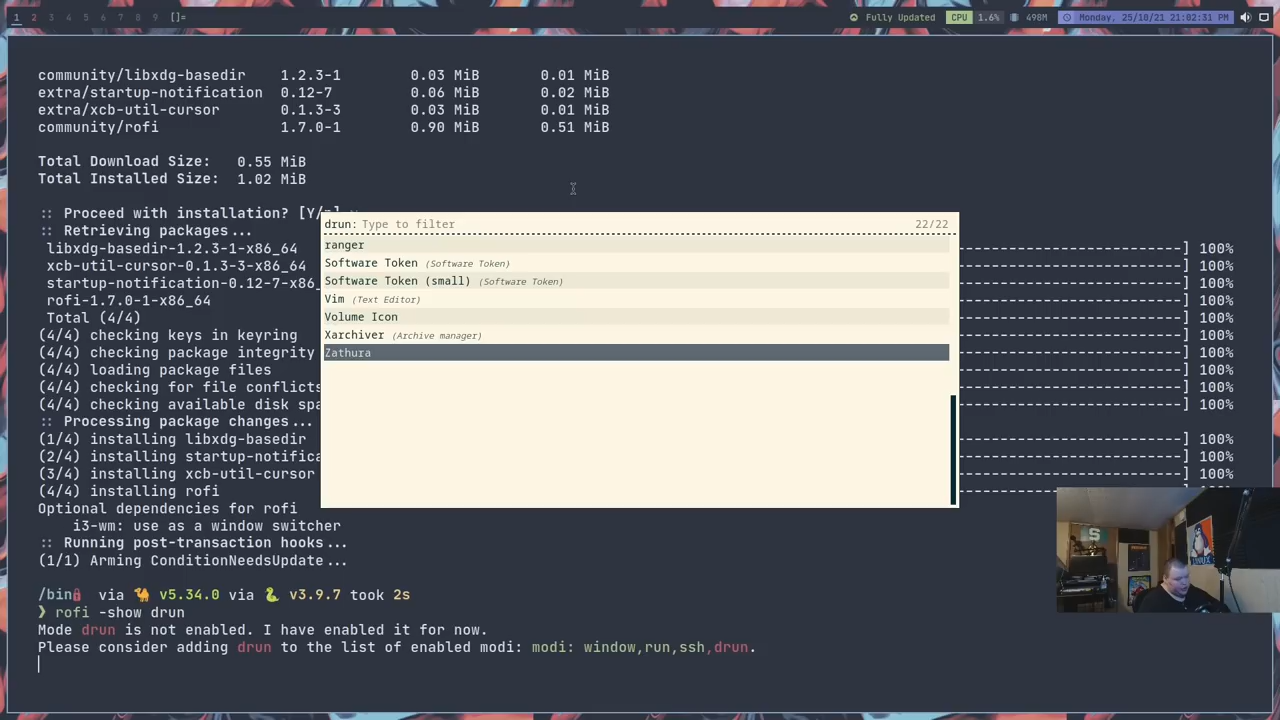 1 2 3 4 5 6 7 8 9 []= Fully Updated CPU 1.6% 498M Monday, 25/10/21 21:02:31 PM
community/libxdg-basedir 1.2.3-1 0.03 MiB 0.01 MiB
extra/startup-notification 0.12-7 0.06 MiB 0.02 MiB
extra/xcb-util-cursor 0.1.3-3 0.03 MiB 0.01 MiB
community/rofi 1.7.0-1 0.90 MiB 0.51 MiB
Total Download Size: 0.55 MiB
Total Installed Size: 1.02 MiB
:: Proceed with installation? [Y/n]
:: Retrieving packages...
libxdg-basedir-1.2.3-1-x86_64 ] 100%
xcb-util-cursor-0.1.3-3-x86_64 ] 100%
startup-notification-0.12-7-x86_ ] 100%
rofi-1.7.0-1-x86_64 ] 100%
Total (4/4) ] 100%
(4/4) checking keys in keyring ] 100%
(4/4) checking package integrity ] 100%
(4/4) loading package files ] 100%
(4/4) checking for file conflicts ] 100%
(4/4) checking available disk spa ] 100%
:: Processing package changes...
(1/4) installing libxdg-basedir ] 100%
(2/4) installing startup-notifica ] 100%
(3/4) installing xcb-util-cursor ] 100%
(4/4) installing rofi
Optional dependencies for rofi
i3-wm: use as a window switcher
:: Running post-transaction hooks...
(1/1) Arming ConditionNeedsUpdate...
/bin via 🐪 v5.34.0 via 🐍 v3.9.7 took 2s
❯ rofi -show drun
Mode drun is not enabled. I have enabled it for now.
Please consider adding drun to the list of enabled modi: modi: window,run,ssh,drun.
drun: Type to filter 22/22
ranger
Software Token (Software Token)
Software Token (small) (Software Token)
Vim (Text Editor)
Volume Icon
Xarchiver (Archive manager)
Zathura